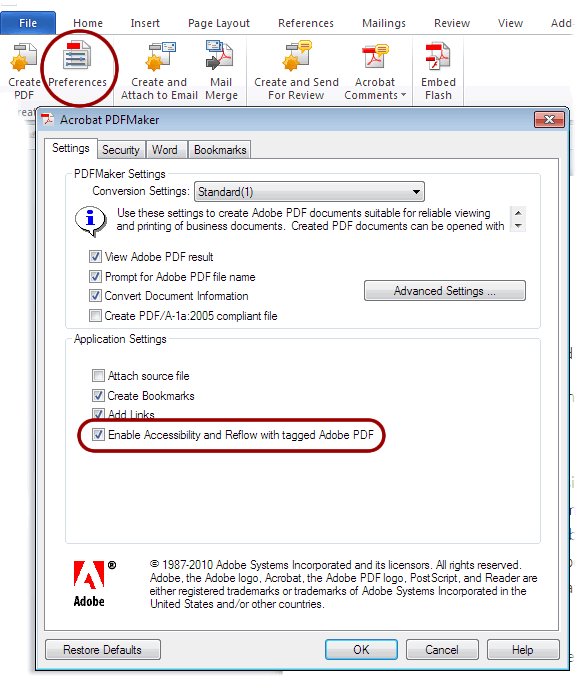 File Home Insert Page Layout References Mailings Review View Add
Create PDF
Preferences
Create and Attach to Email
Mail Merge
Create and Send For Review
Acrobat Comments
Embed Flash
Acrobat PDFMaker
Settings Security Word Bookmarks
PDFMaker Settings
Conversion Settings: Standard(1)
Use these settings to create Adobe PDF documents suitable for reliable viewing
and printing of business documents. Created PDF documents can be opened with
View Adobe PDF result
Prompt for Adobe PDF file name
Convert Document Information
Advanced Settings ...
Create PDF/A-1a:2005 compliant file
Application Settings
Attach source file
Create Bookmarks
Add Links
Enable Accessibility and Reflow with tagged Adobe PDF
Adobe
® © 1987-2010 Adobe Systems Incorporated and its licensors. All rights reserved.
Adobe, the Adobe logo, Acrobat, the Adobe PDF logo, PostScript, and Reader are
either registered trademarks or trademarks of Adobe Systems Incorporated in the
United States and/or other countries.
Restore Defaults OK Cancel Help